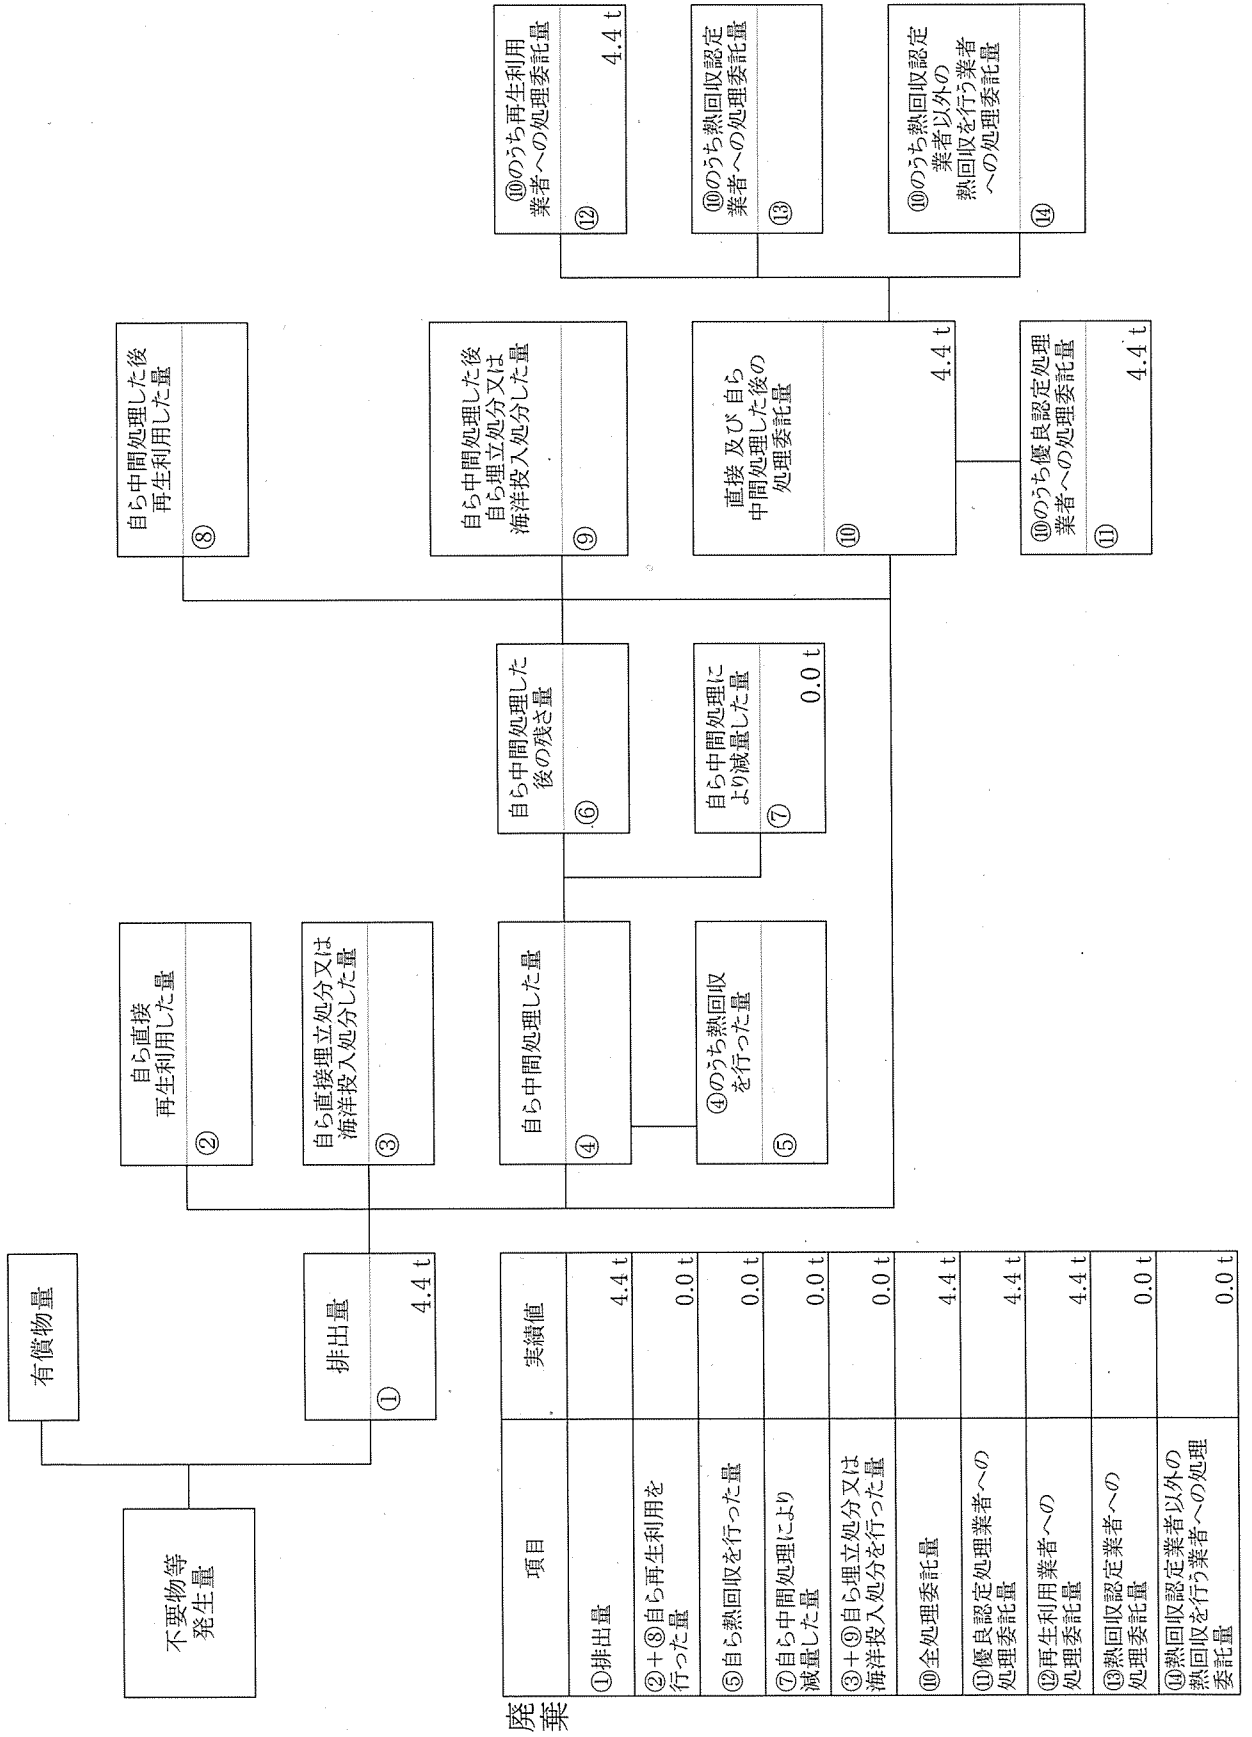 不要物等
発生量
有償物量
排出量
①
4.4 t
自ら直接
再生利用した量
②
自ら直接埋立処分又は
海洋投入処分した量
③
自ら中間処理した量
④
④のうち熱回収
を行った量
⑤
自ら中間処理した
後の残さ量
⑥
自ら中間処理に
より減量した量
⑦
0.0 t
自ら中間処理した後
再生利用した量
⑧
自ら中間処理した後
自ら埋立処分又は
海洋投入処分した量
⑨
直接 及び 自ら
中間処理した後の
処理委託量
⑩
4.4 t
⑩のうち優良認定処理
業者への処理委託量
⑪
4.4 t
⑩のうち再生利用
業者への処理委託量
⑫
4.4 t
⑩のうち熱回収認定
業者への処理委託量
⑬
⑩のうち熱回収認定
業者以外の
熱回収を行う業者
への処理委託量
⑭
廃
棄
項目 実績値
①排出量 4.4 t
②＋⑧自ら再生利用を
行った量 0.0 t
⑤自ら熱回収を行った量 0.0 t
⑦自ら中間処理により
減量した量 0.0 t
③＋⑨自ら埋立処分又は
海洋投入処分を行った量 0.0 t
⑩全処理委託量 4.4 t
⑪優良認定処理業者への
処理委託量 4.4 t
⑫再生利用業者への
処理委託量 4.4 t
⑬熱回収認定業者への
処理委託量 0.0 t
⑭熱回収認定業者以外の
熱回収を行う業者への処理
委託量 0.0 t